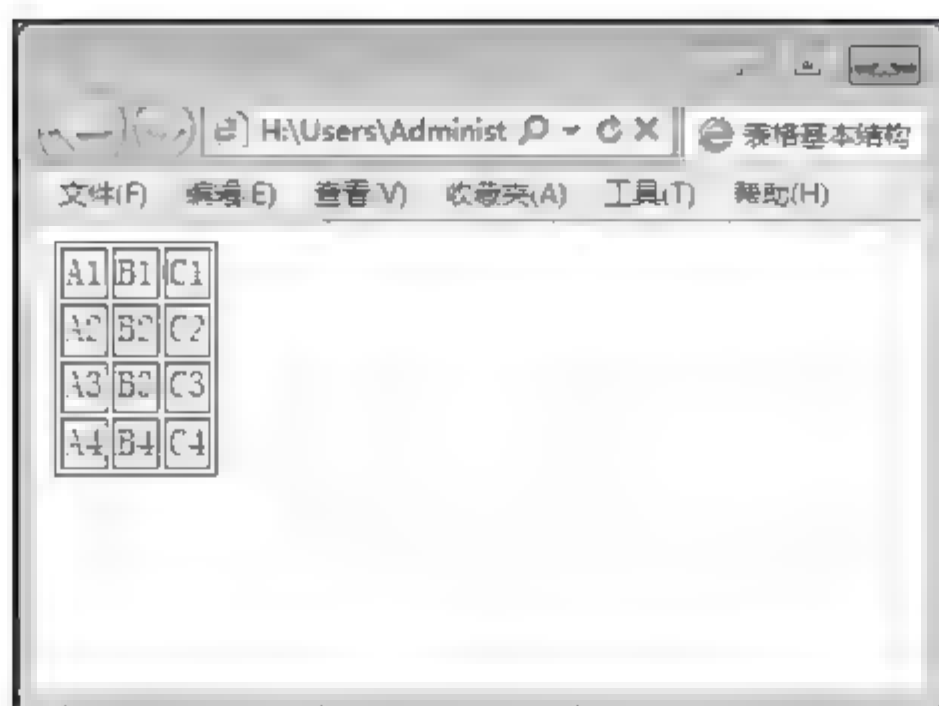 H:\Users\Administ 表格基本结构
文件(F) 编辑(E) 查看(V) 收藏夹(A) 工具(T) 帮助(H)
A1 B1 C1
A2 B2 C2
A3 B3 C3
A4 B4 C4